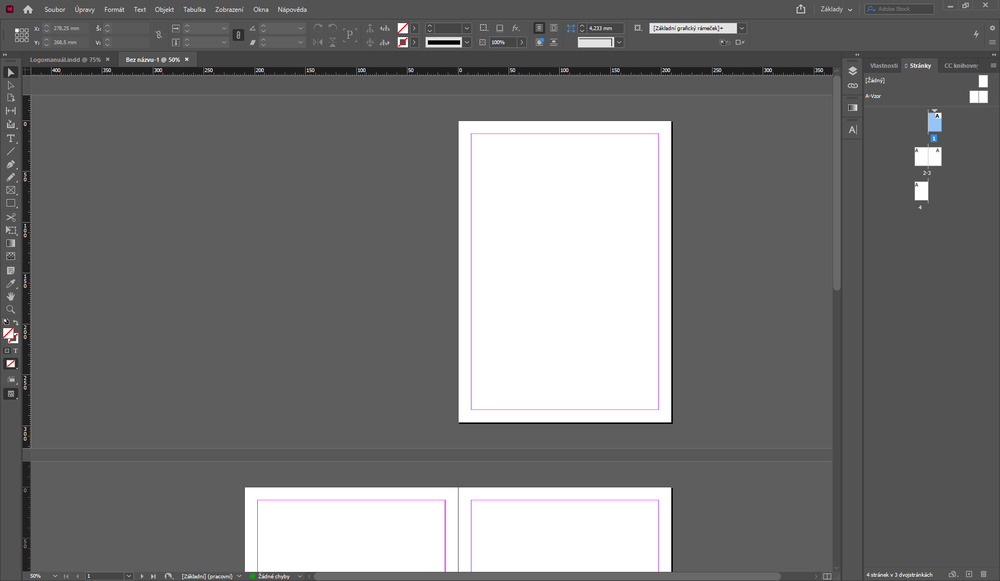 Id
Soubor Úpravy Formát Text Objekt Tabulka Zobrazení Okna Nápověda
Základy
Adobe Stock
X: 278,25 mm Š:
4,233 mm
[Základní grafický rámeček]+
Y: 268,5 mm V:
P
fx.
100%
Logomanuál.indd @ 75% ×
Bez názvu-1 @ 50% ×
400 350 300 250 200 150 100 50 0 50 100 150 200 250 300 350
0
50
100
150
200
250
300
0
50
Vlastnosti
Stránky
CC knihovny
[Žádný]
A-Vzor
A
1
A A
2-3
A
4
50%
1
[Základní] (pracovní)
Žádné chyby
4 stránek v 3 dvojstránkách